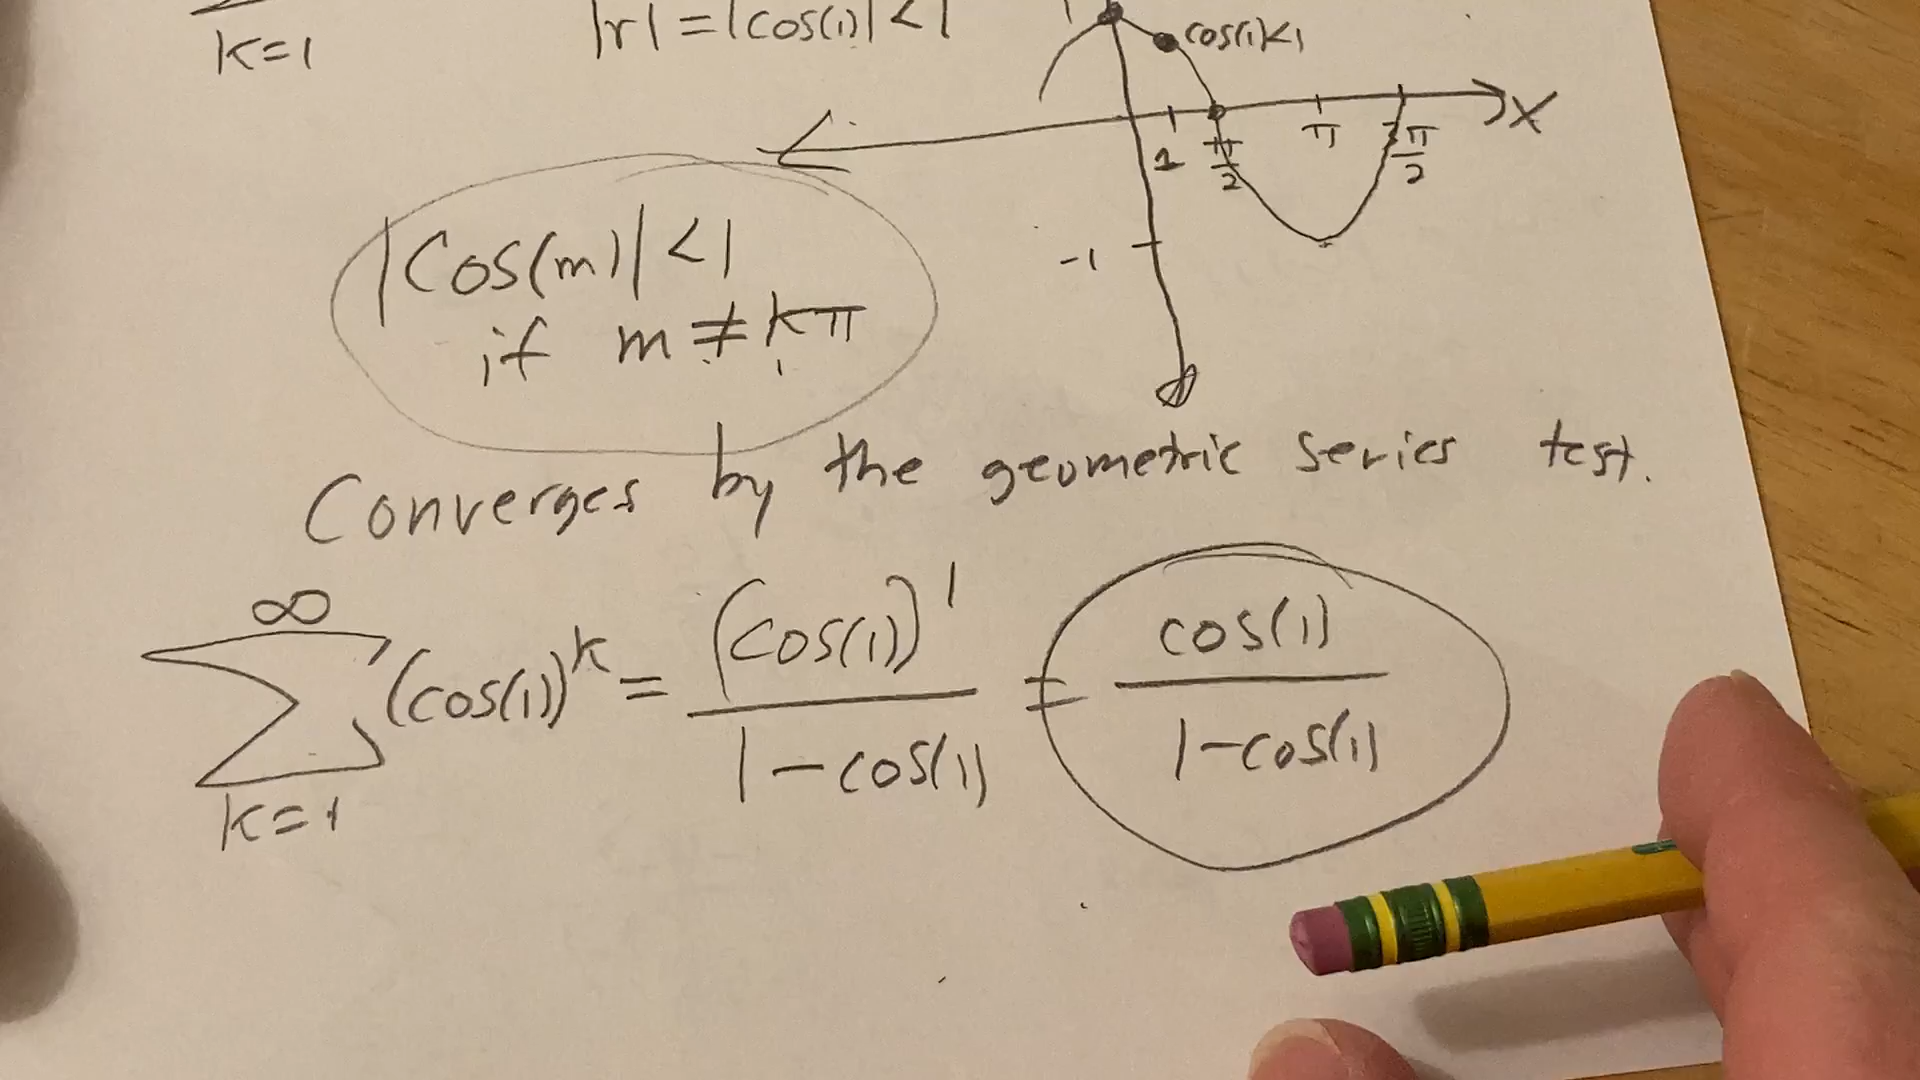 K=1
|r|=|cos(1)|<1
cos(1)<1
x
1
π/2
π
3π/2
-1
|Cos(m)|<1
if m≠kπ
Converges by the geometric series test.
∞
∑(cos(1))^k = (cos(1))^1/(1-cos(1)) = cos(1)/(1-cos(1))
K=1